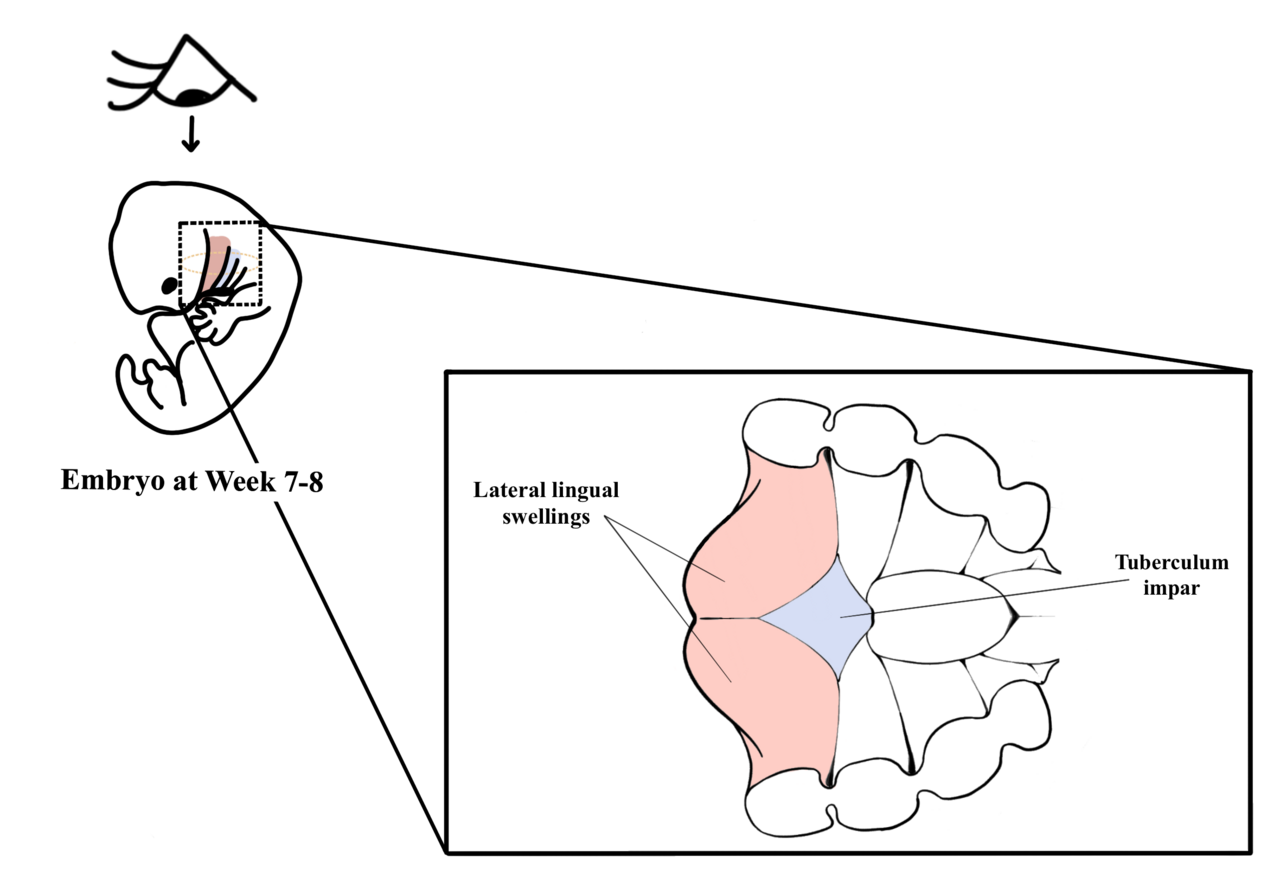 Embryo at Week 7-8
Lateral lingual
swellings
Tuberculum
impar